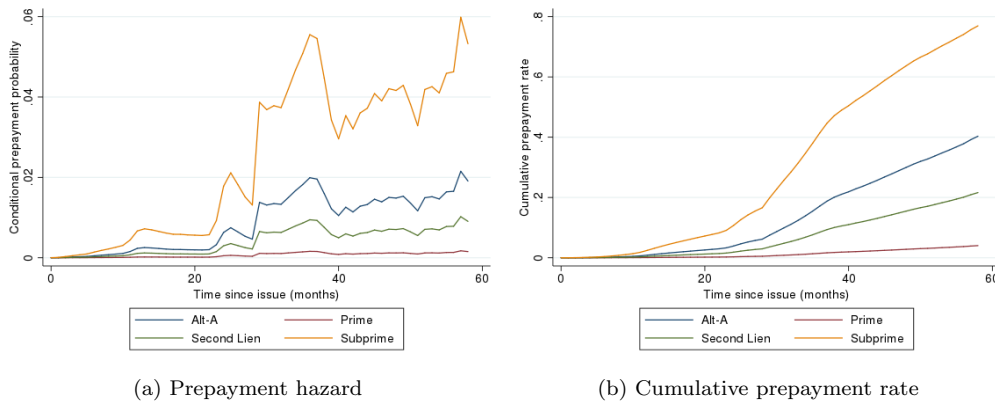 Conditional prepayment probability
.06
.04
.02
0
0
20
40
60
Time since issue (months)
Alt-A
Prime
Second Lien
Subprime
(a) Prepayment hazard
Cumulative prepayment rate
.8
.6
.4
.2
0
0
20
40
60
Time since issue (months)
Alt-A
Prime
Second Lien
Subprime
(b) Cumulative prepayment rate